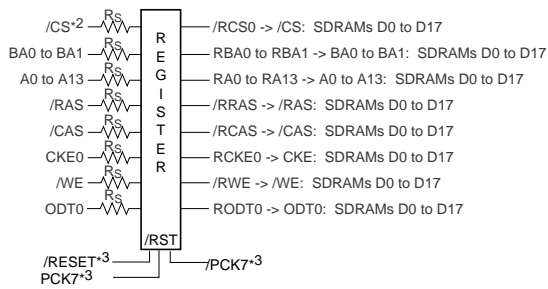 /CS*2 RS /RCS0 -> /CS: SDRAMs D0 to D17
BA0 to BA1 RS RBA0 to RBA1 -> BA0 to BA1: SDRAMs D0 to D17
A0 to A13 RS RA0 to RA13 -> A0 to A13: SDRAMs D0 to D17
/RAS RS /RRAS -> /RAS: SDRAMs D0 to D17
/CAS RS /RCAS -> /CAS: SDRAMs D0 to D17
CKE0 RS RCKE0 -> CKE: SDRAMs D0 to D17
/WE RS /RWE -> /WE: SDRAMs D0 to D17
ODT0 RS RODT0 -> ODT0: SDRAMs D0 to D17
REGISTER
/RST
/RESET*3
/PCK7*3
PCK7*3